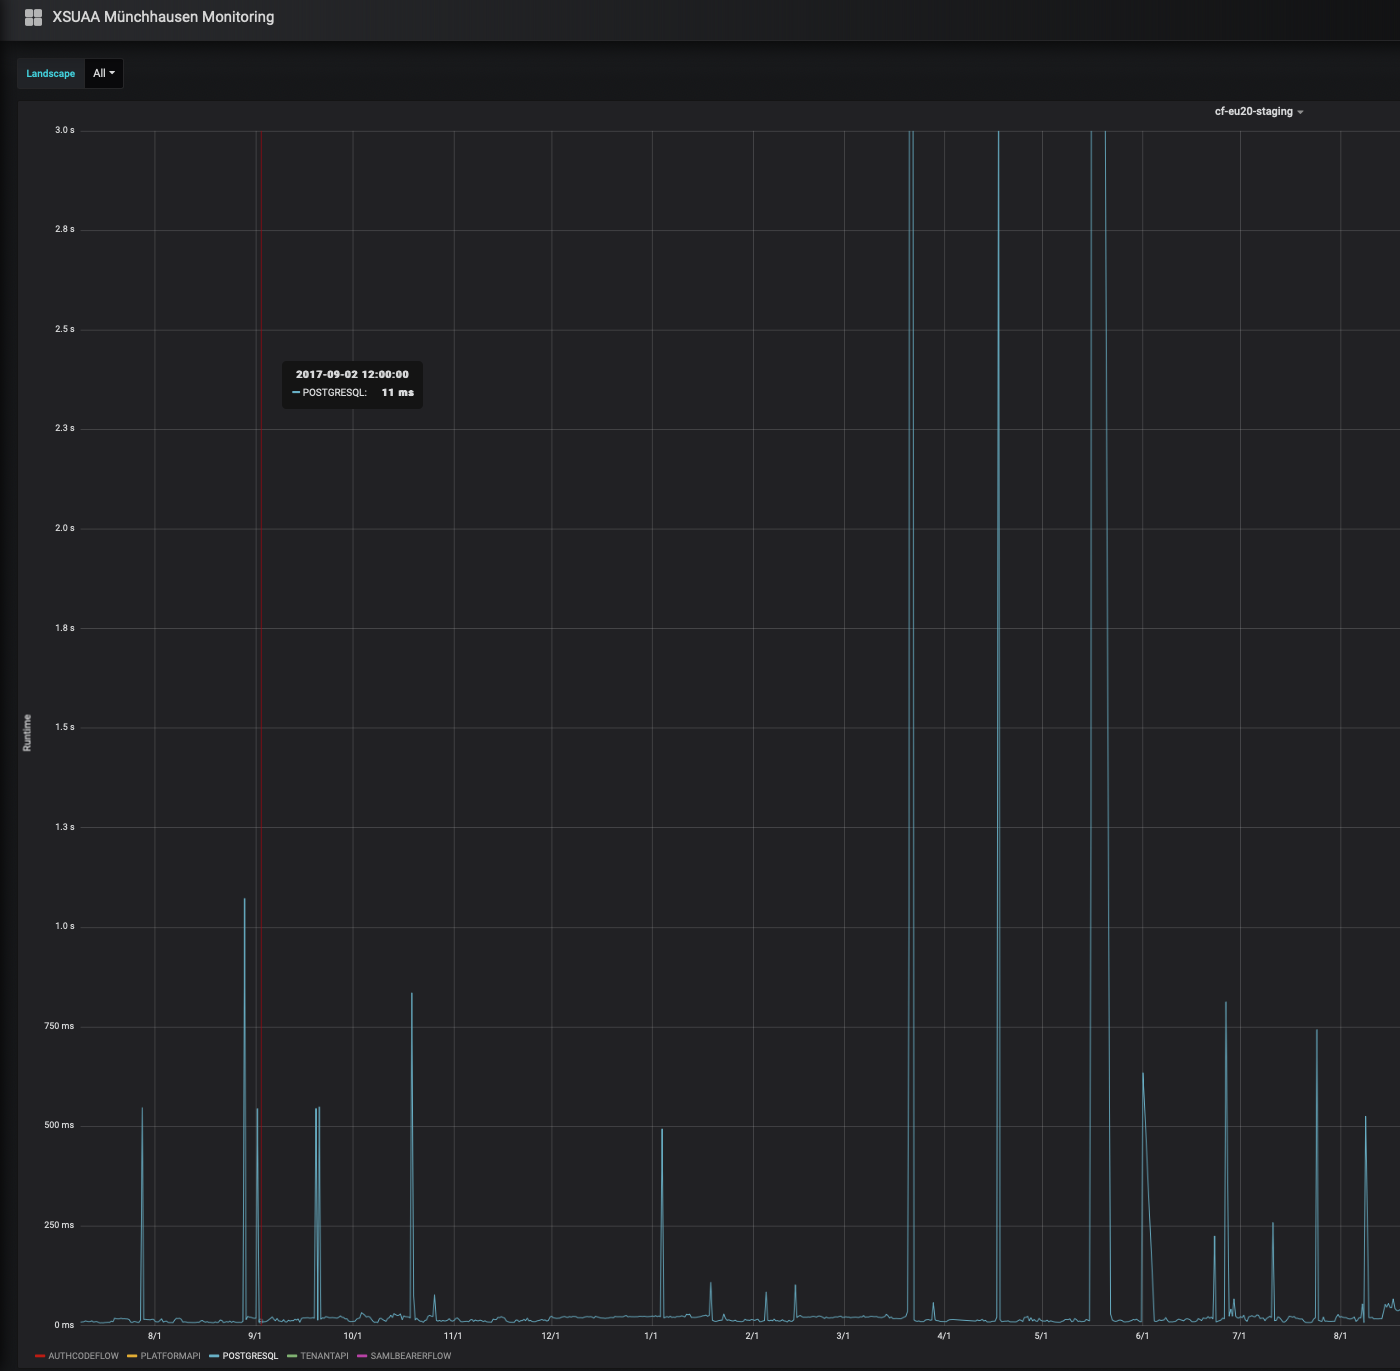 XSUAA Münchhausen Monitoring
Landscape All
cf-eu20-staging
3.0 s
2.8 s
2.5 s
2017-09-02 12:00:00
POSTGRESQL: 11 ms
2.3 s
2.0 s
1.8 s
1.5 s
Runtime
1.3 s
1.0 s
750 ms
500 ms
250 ms
0 ms
8/1 9/1 10/1 11/1 12/1 1/1 2/1 3/1 4/1 5/1 6/1 7/1 8/1
AUTHCODEFLOW PLATFORMAPI POSTGRESQL TENANTAPI SAMLBEARERFLOW